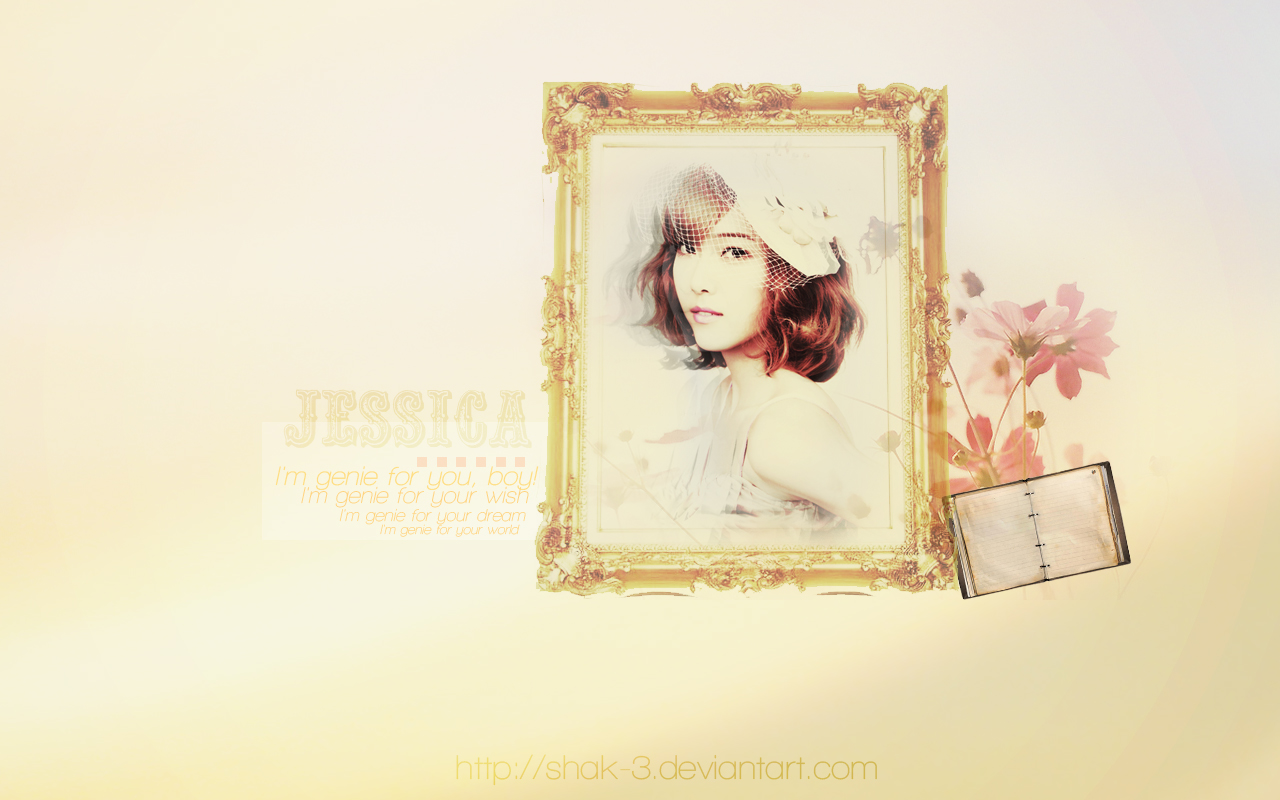 JESSICA
I'm genie for you, boy!
I'm genie for your wish
I'm genie for your dream
I'm genie for your world
http://shak-3.deviantart.com